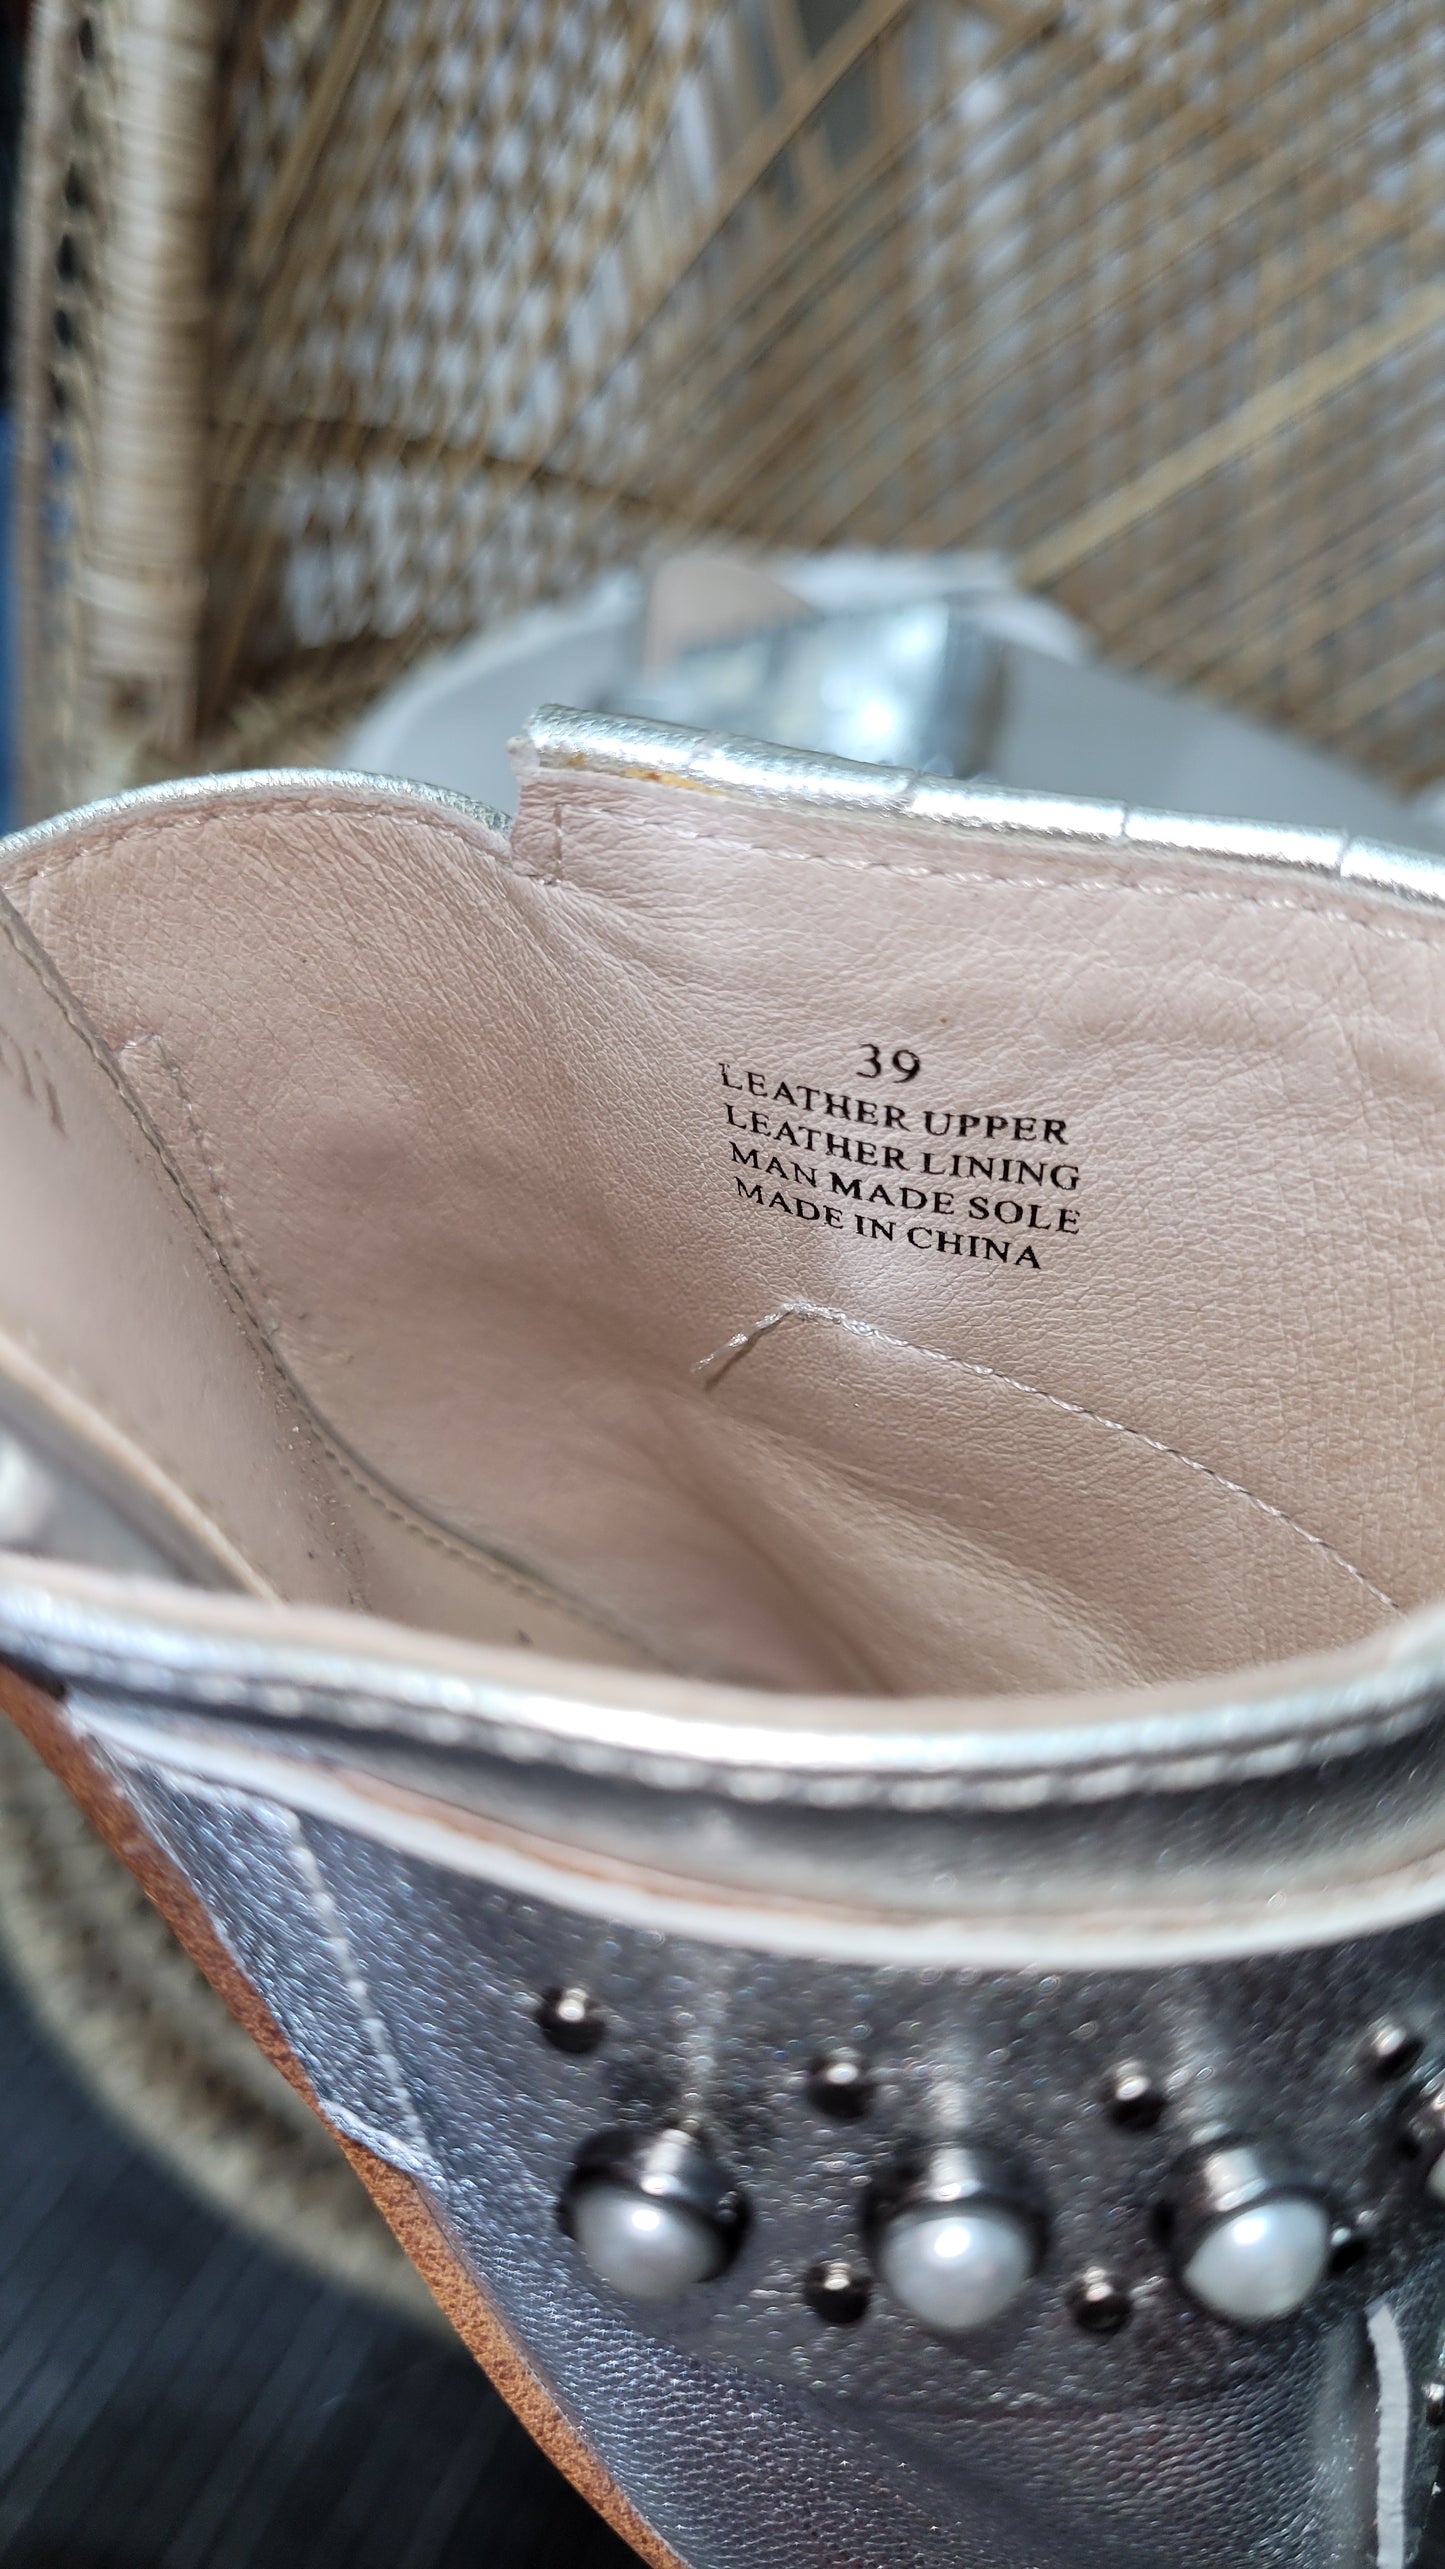 39
LEATHER UPPER
LEATHER LINING
MAN MADE SOLE
MADE IN CHINA